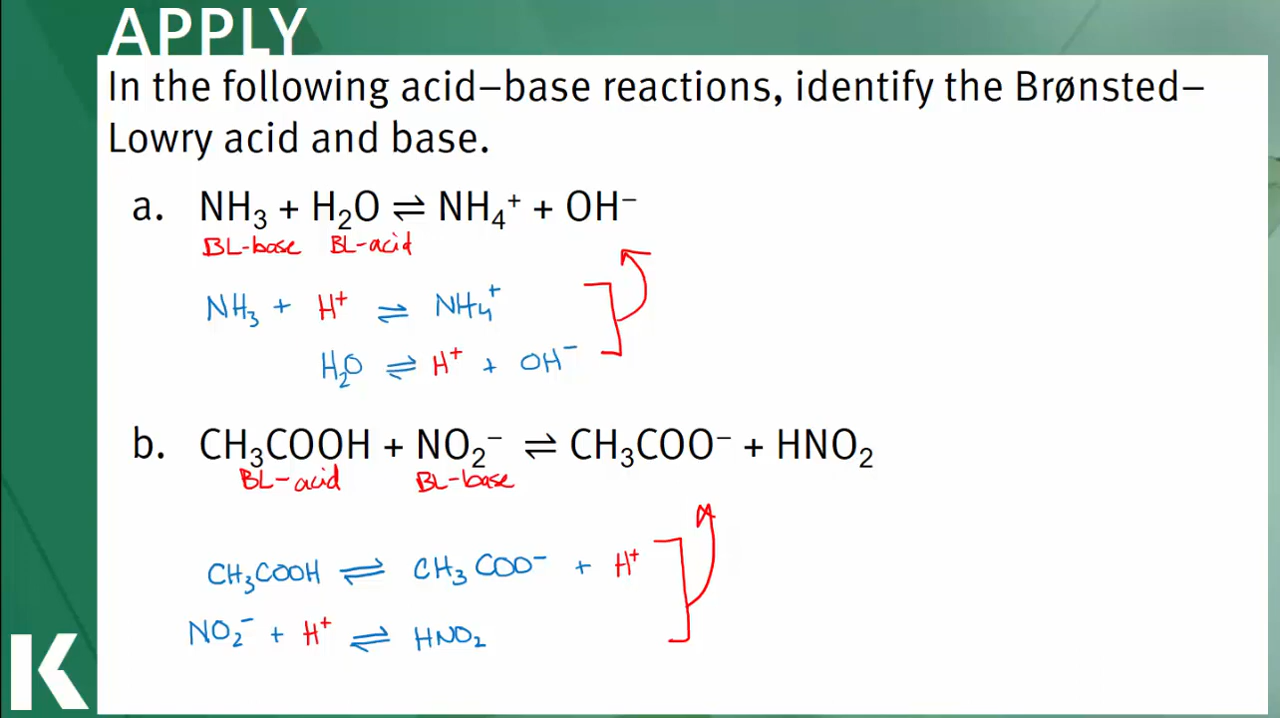 APPLY
In the following acid–base reactions, identify the Brønsted–
Lowry acid and base.
a. NH₃ + H₂O ⇌ NH₄⁺ + OH⁻
BL-base BL-acid
NH₃ + H⁺ ⇌ NH₄⁺
H₂O ⇌ H⁺ + OH⁻
b. CH₃COOH + NO₂⁻ ⇌ CH₃COO⁻ + HNO₂
BL-acid BL-base
CH₃COOH ⇌ CH₃COO⁻ + H⁺
NO₂⁻ + H⁺ ⇌ HNO₂
K